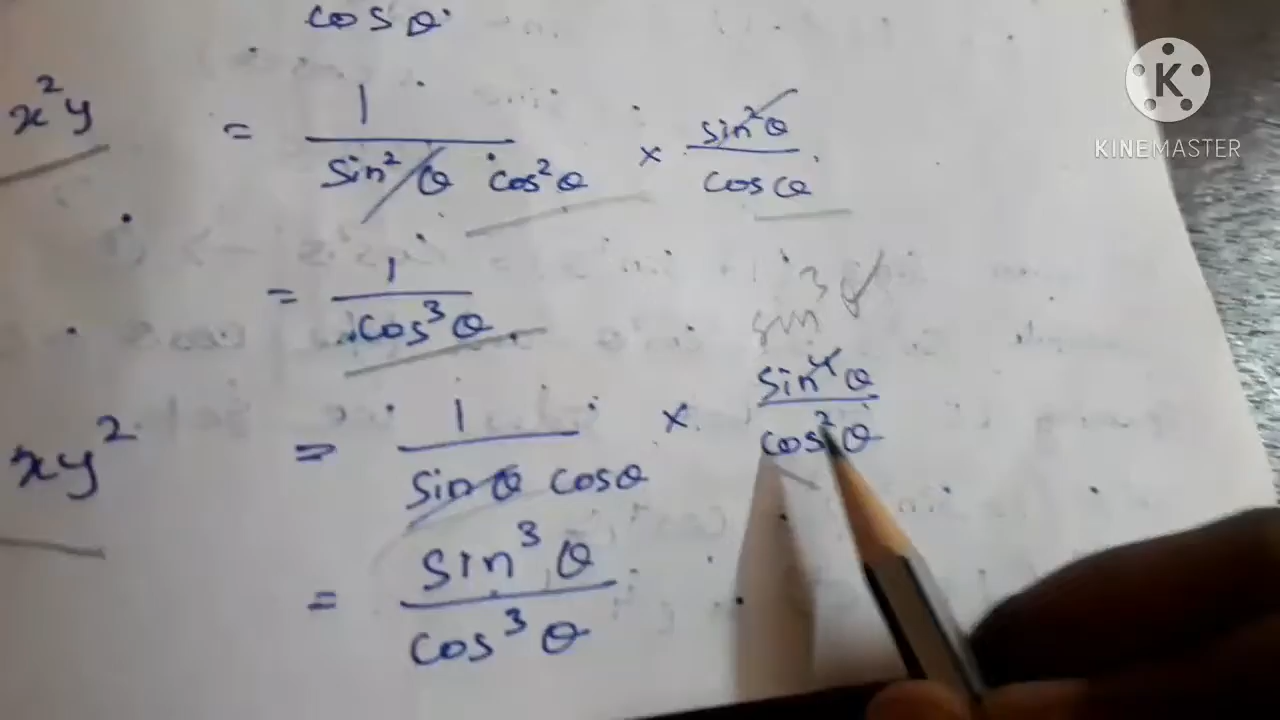 cos θ
x²y = 1 / sin²θ cos²θ × sin²θ / cos θ
= 1 / cos³θ
sin³θ
xy² = 1 / sin θ cos θ × sin⁴θ / cos²θ
= sin³θ / cos³θ
K
KINEMASTER